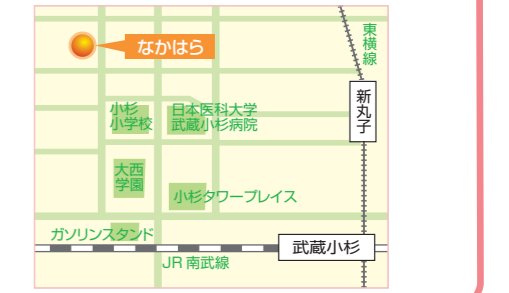 東横線
なかはら
新丸子
小杉
小学校
日本医科大学
武蔵小杉病院
大西
学園
小杉タワープレイス
ガソリンスタンド
武蔵小杉
JR 南武線